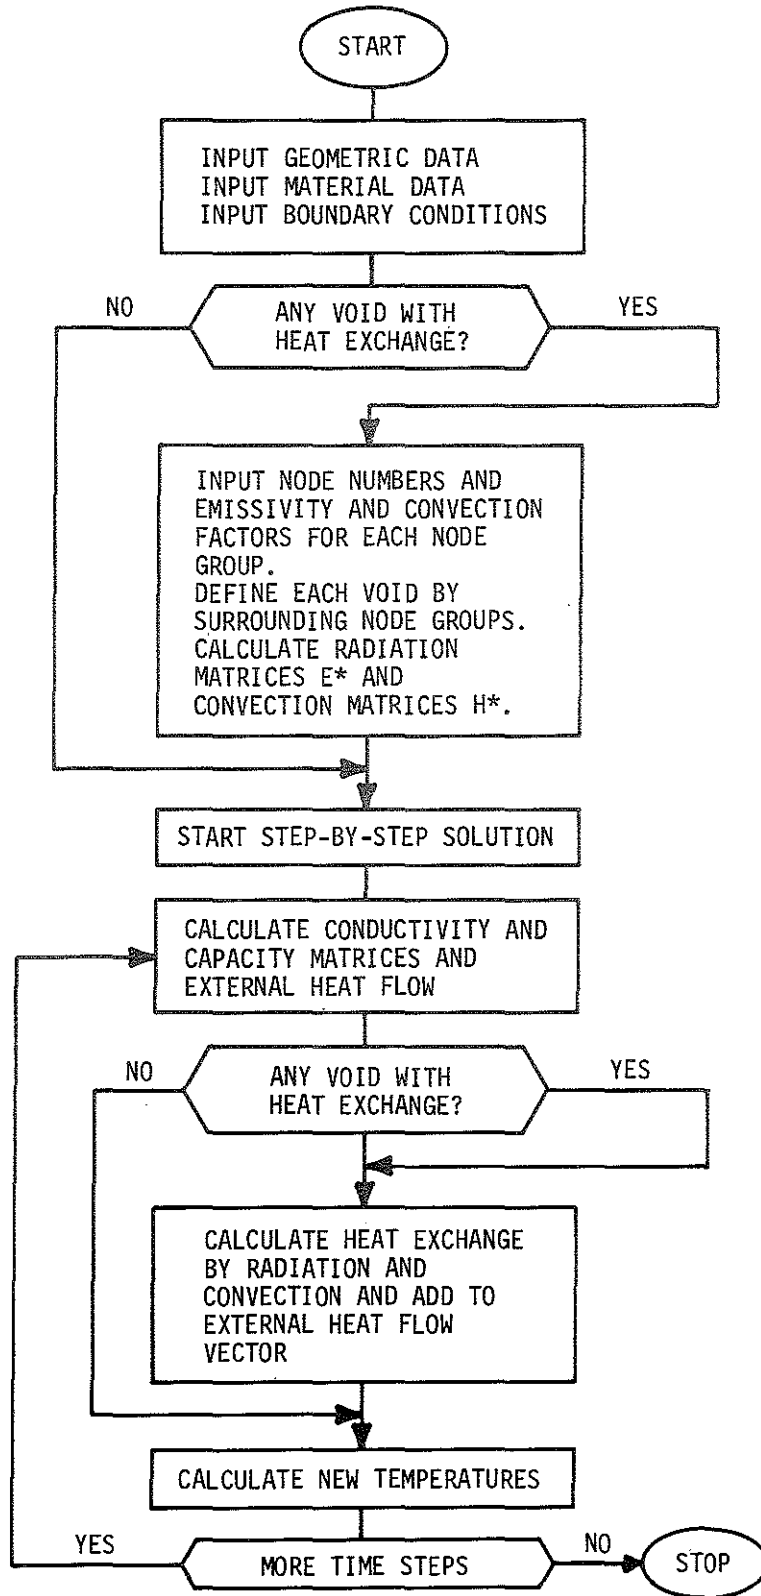 START
INPUT GEOMETRIC DATA
INPUT MATERIAL DATA
INPUT BOUNDARY CONDITIONS
NO
ANY VOID WITH
HEAT EXCHANGE?
YES
INPUT NODE NUMBERS AND
EMISSIVITY AND CONVECTION
FACTORS FOR EACH NODE
GROUP.
DEFINE EACH VOID BY
SURROUNDING NODE GROUPS.
CALCULATE RADIATION
MATRICES E* AND
CONVECTION MATRICES H*.
START STEP-BY-STEP SOLUTION
CALCULATE CONDUCTIVITY AND
CAPACITY MATRICES AND
EXTERNAL HEAT FLOW
NO
ANY VOID WITH
HEAT EXCHANGE?
YES
CALCULATE HEAT EXCHANGE
BY RADIATION AND
CONVECTION AND ADD TO
EXTERNAL HEAT FLOW
VECTOR
CALCULATE NEW TEMPERATURES
YES
MORE TIME STEPS
NO
STOP